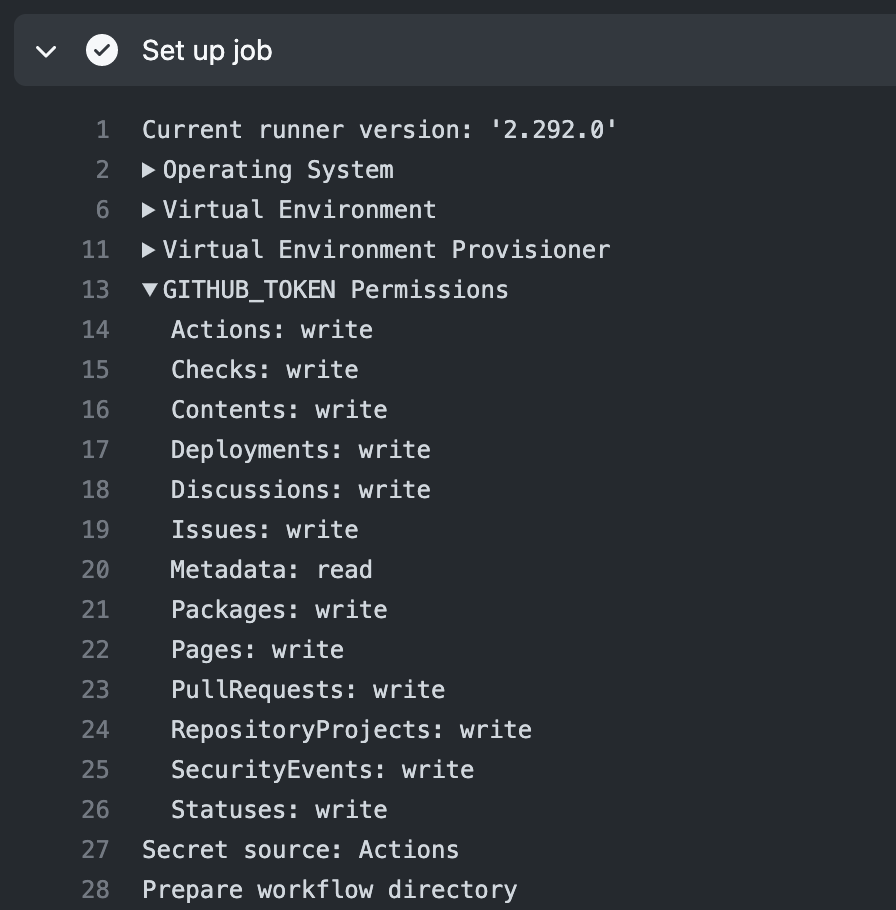 Set up job
1 Current runner version: '2.292.0'
2 ▶Operating System
6 ▶Virtual Environment
11 ▶Virtual Environment Provisioner
13 ▼GITHUB_TOKEN Permissions
14 Actions: write
15 Checks: write
16 Contents: write
17 Deployments: write
18 Discussions: write
19 Issues: write
20 Metadata: read
21 Packages: write
22 Pages: write
23 PullRequests: write
24 RepositoryProjects: write
25 SecurityEvents: write
26 Statuses: write
27 Secret source: Actions
28 Prepare workflow directory